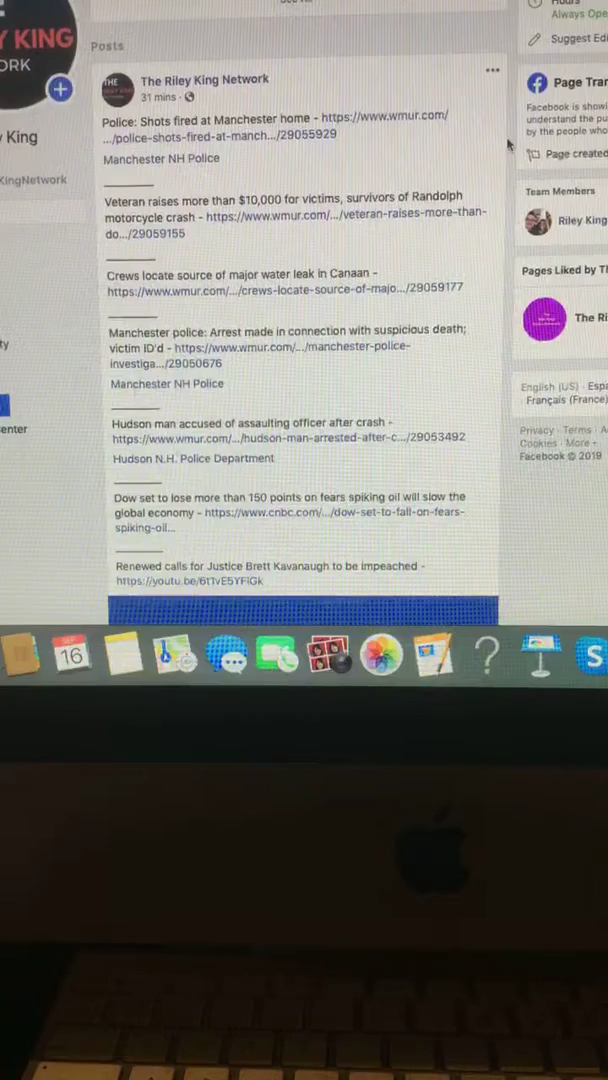 Y KING
ORK
y King
KingNetwork
ty
enter
Posts
The Riley King Network
31 mins ·
Police: Shots fired at Manchester home - https://www.wmur.com/
.../police-shots-fired-at-manch.../29055929
Manchester NH Police
Veteran raises more than $10,000 for victims, survivors of Randolph
motorcycle crash - https://www.wmur.com/.../veteran-raises-more-than-
do.../29059155
Crews locate source of major water leak in Canaan -
https://www.wmur.com/.../crews-locate-source-of-majo.../29059177
Manchester police: Arrest made in connection with suspicious death;
victim ID'd - https://www.wmur.com/.../manchester-police-
investiga.../29050676
Manchester NH Police
Hudson man accused of assaulting officer after crash -
https://www.wmur.com/.../hudson-man-arrested-after-c.../29053492
Hudson N.H. Police Department
Dow set to lose more than 150 points on fears spiking oil will slow the
global economy - https://www.cnbc.com/.../dow-set-to-fall-on-fears-
spiking-oil...
Renewed calls for Justice Brett Kavanaugh to be impeached -
Hours
Always Ope
Suggest Edi
Page Tran
Facebook is showi
understand the pu
by the people who
Page created
Team Members
Riley King
Pages Liked by Th
The Ri
English (US) · Espa
Français (France)
Privacy · Terms · A
Cookies · More
Facebook © 2019
SEP
16
?
S